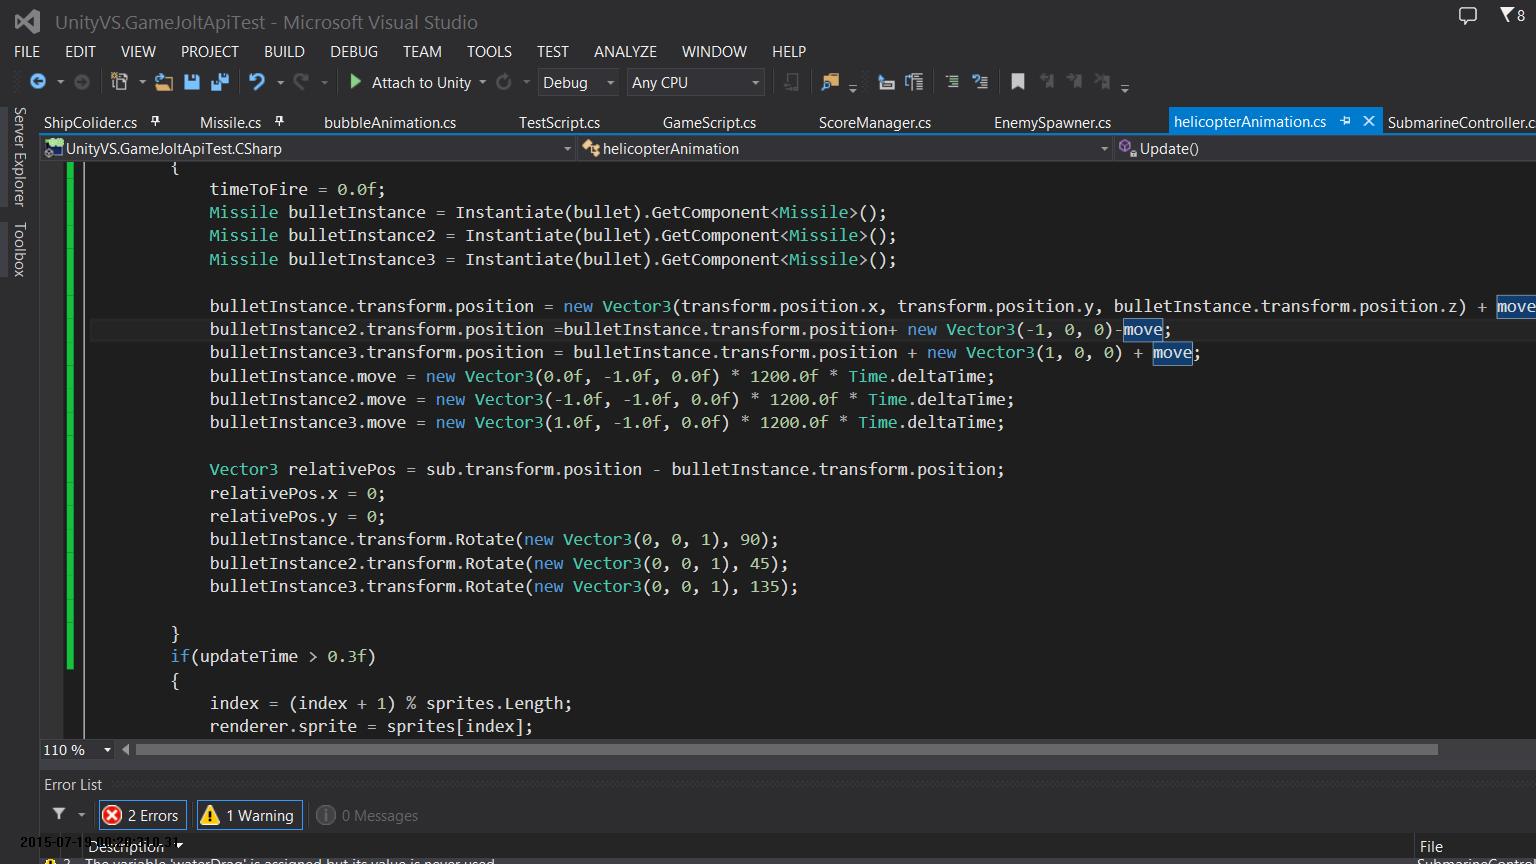 UnityVS.GameJoltApiTest - Microsoft Visual Studio
8
FILE EDIT VIEW PROJECT BUILD DEBUG TEAM TOOLS TEST ANALYZE WINDOW HELP
Attach to Unity Debug Any CPU
Server Explorer
Toolbox
ShipColider.cs Missile.cs bubbleAnimation.cs TestScript.cs GameScript.cs ScoreManager.cs EnemySpawner.cs helicopterAnimation.cs SubmarineController.cs
UnityVS.GameJoltApiTest.CSharp helicopterAnimation Update()
{
timeToFire = 0.0f;
Missile bulletInstance = Instantiate(bullet).GetComponent<Missile>();
Missile bulletInstance2 = Instantiate(bullet).GetComponent<Missile>();
Missile bulletInstance3 = Instantiate(bullet).GetComponent<Missile>();
bulletInstance.transform.position = new Vector3(transform.position.x, transform.position.y, bulletInstance.transform.position.z) + move
bulletInstance2.transform.position =bulletInstance.transform.position+ new Vector3(-1, 0, 0)-move;
bulletInstance3.transform.position = bulletInstance.transform.position + new Vector3(1, 0, 0) + move;
bulletInstance.move = new Vector3(0.0f, -1.0f, 0.0f) * 1200.0f * Time.deltaTime;
bulletInstance2.move = new Vector3(-1.0f, -1.0f, 0.0f) * 1200.0f * Time.deltaTime;
bulletInstance3.move = new Vector3(1.0f, -1.0f, 0.0f) * 1200.0f * Time.deltaTime;
Vector3 relativePos = sub.transform.position - bulletInstance.transform.position;
relativePos.x = 0;
relativePos.y = 0;
bulletInstance.transform.Rotate(new Vector3(0, 0, 1), 90);
bulletInstance2.transform.Rotate(new Vector3(0, 0, 1), 45);
bulletInstance3.transform.Rotate(new Vector3(0, 0, 1), 135);
}
if(updateTime > 0.3f)
{
index = (index + 1) % sprites.Length;
renderer.sprite = sprites[index];
110 %
Error List
2 Errors 1 Warning 0 Messages
Description File
The variable 'waterDrag' is assigned but its value is never used